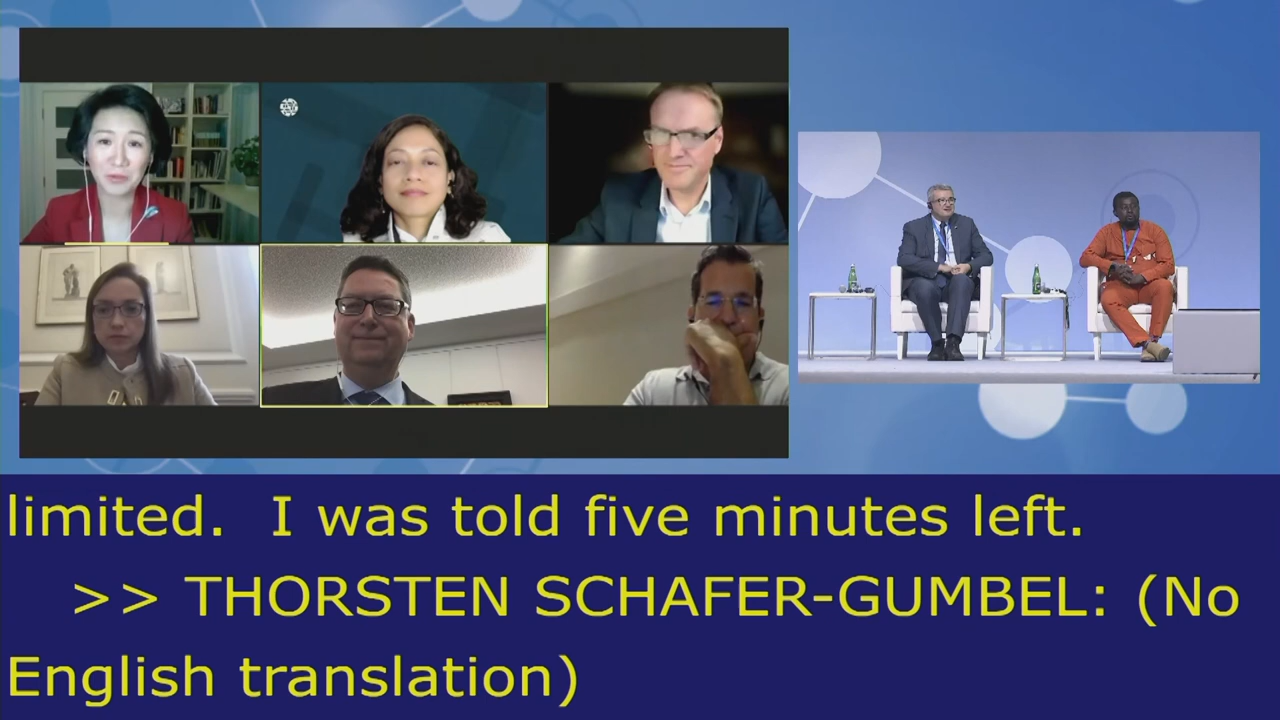 limited.  I was told five minutes left.
>> THORSTEN SCHAFER-GUMBEL: (No
English translation)